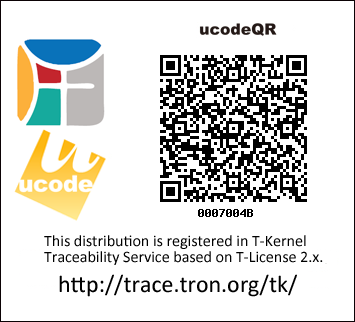 ucodeQR
ucode
0007004B
This distribution is registered in T-Kernel
Traceability Service based on T-License 2.x.
http://trace.tron.org/tk/